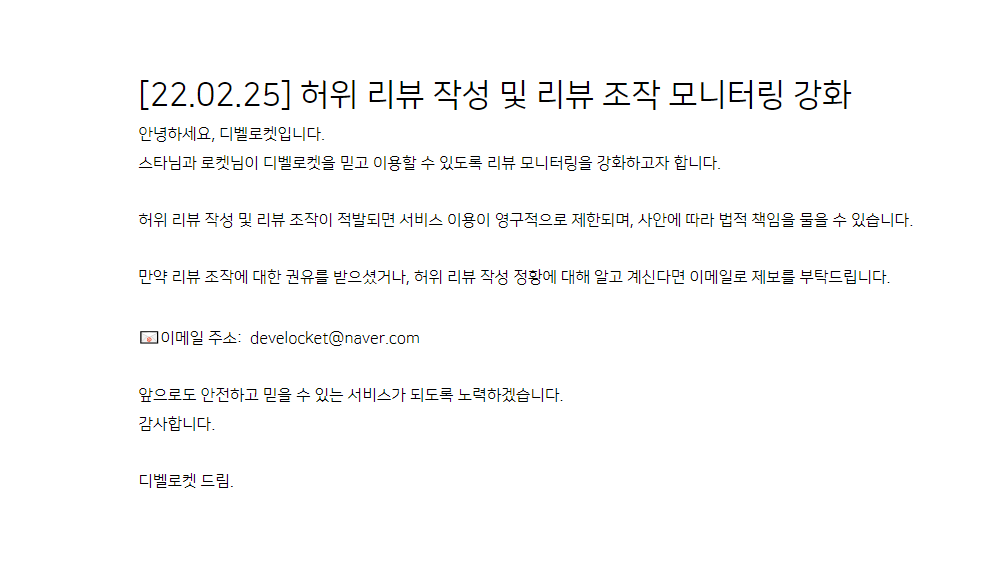 [22.02.25] 허위 리뷰 작성 및 리뷰 조작 모니터링 강화
안녕하세요, 디벨로켓입니다.
스타님과 로켓님이 디벨로켓을 믿고 이용할 수 있도록 리뷰 모니터링을 강화하고자 합니다.
허위 리뷰 작성 및 리뷰 조작이 적발되면 서비스 이용이 영구적으로 제한되며, 사안에 따라 법적 책임을 물을 수 있습니다.
만약 리뷰 조작에 대한 권유를 받으셨거나, 허위 리뷰 작성 정황에 대해 알고 계신다면 이메일로 제보를 부탁드립니다.
💌이메일 주소:  develocket@naver.com
앞으로도 안전하고 믿을 수 있는 서비스가 되도록 노력하겠습니다.
감사합니다.
디벨로켓 드림.